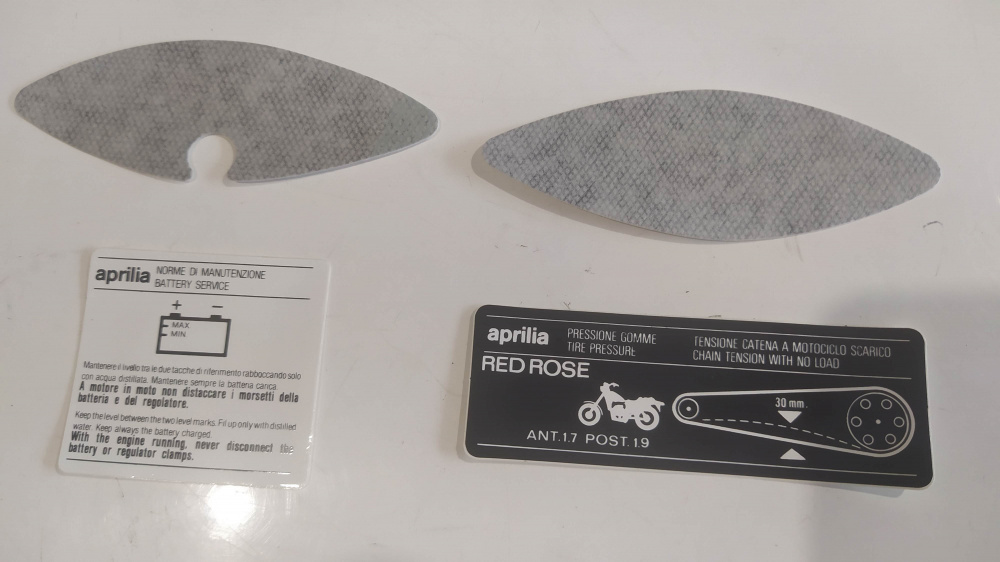 aprilia NORME DI MANUTENZIONE
BATTERY SERVICE
+ −
MAX
MIN
Mantenere il livello tra le due tacche di riferimento rabboccando solo
con acqua distillata. Mantenere sempre la batteria carica.
A motore in moto non distaccare i morsetti della
batteria e del regolatore.
Keep the level between the two level marks. Fil up only with distilled
water. Keep always the battery charged.
With the engine running, never disconnect the
battery or regulator clamps.
aprilia PRESSIONE GOMME
TIRE PRESSURE
TENSIONE CATENA A MOTOCICLO SCARICO
CHAIN TENSION WITH NO LOAD
RED ROSE
30 mm.
ANT. 1.7 POST. 1.9